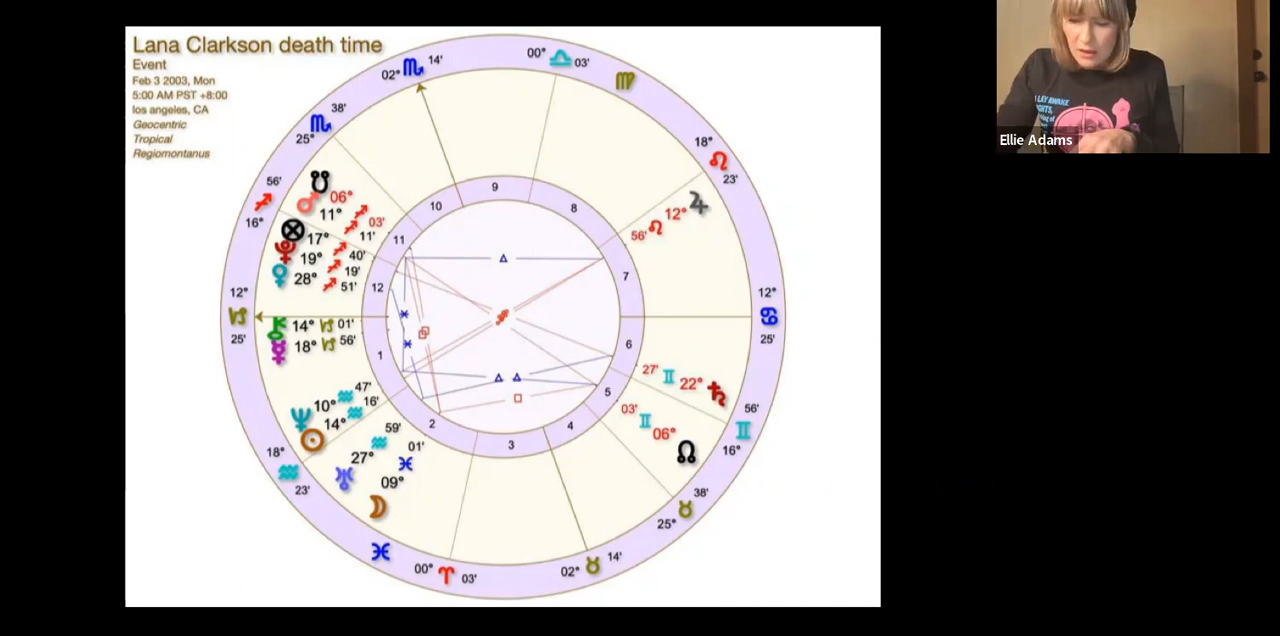 Lana Clarkson death time
Event
Feb 3 2003, Mon
5:00 AM PST +8:00
los angeles, CA
Geocentric
Tropical
Regiomontanus
02° ♏ 14'
00° ♎ 03'
♍
18° ♌ 23'
12° ♋ 25'
56' ♊ 16°
38' ♉ 25°
02° ♉ 14'
00° ♈ 03'
♓
18° ♒ 23'
12° ♑ 25'
56' ♐ 16°
38' ♏ 25°
☋ 06° ♐ 03'
♂ 11° ♐ 11'
⊗ 17° ♐ 40'
19° ♐ 19'
♀ 28° ♐ 51'
14° ♑ 01'
☿ 18° ♑ 56'
♆ 10° ♒ 47'
☉ 14° ♒ 16'
♅ 27° ♒ 59'
☽ 09° ♓ 01'
☊ 06° ♊ 03'
♄ 22° ♊ 27'
♃ 12° ♌ 56'
1
2
3
4
5
6
7
8
9
10
11
12
I LAY AWAKE
Ellie Adams